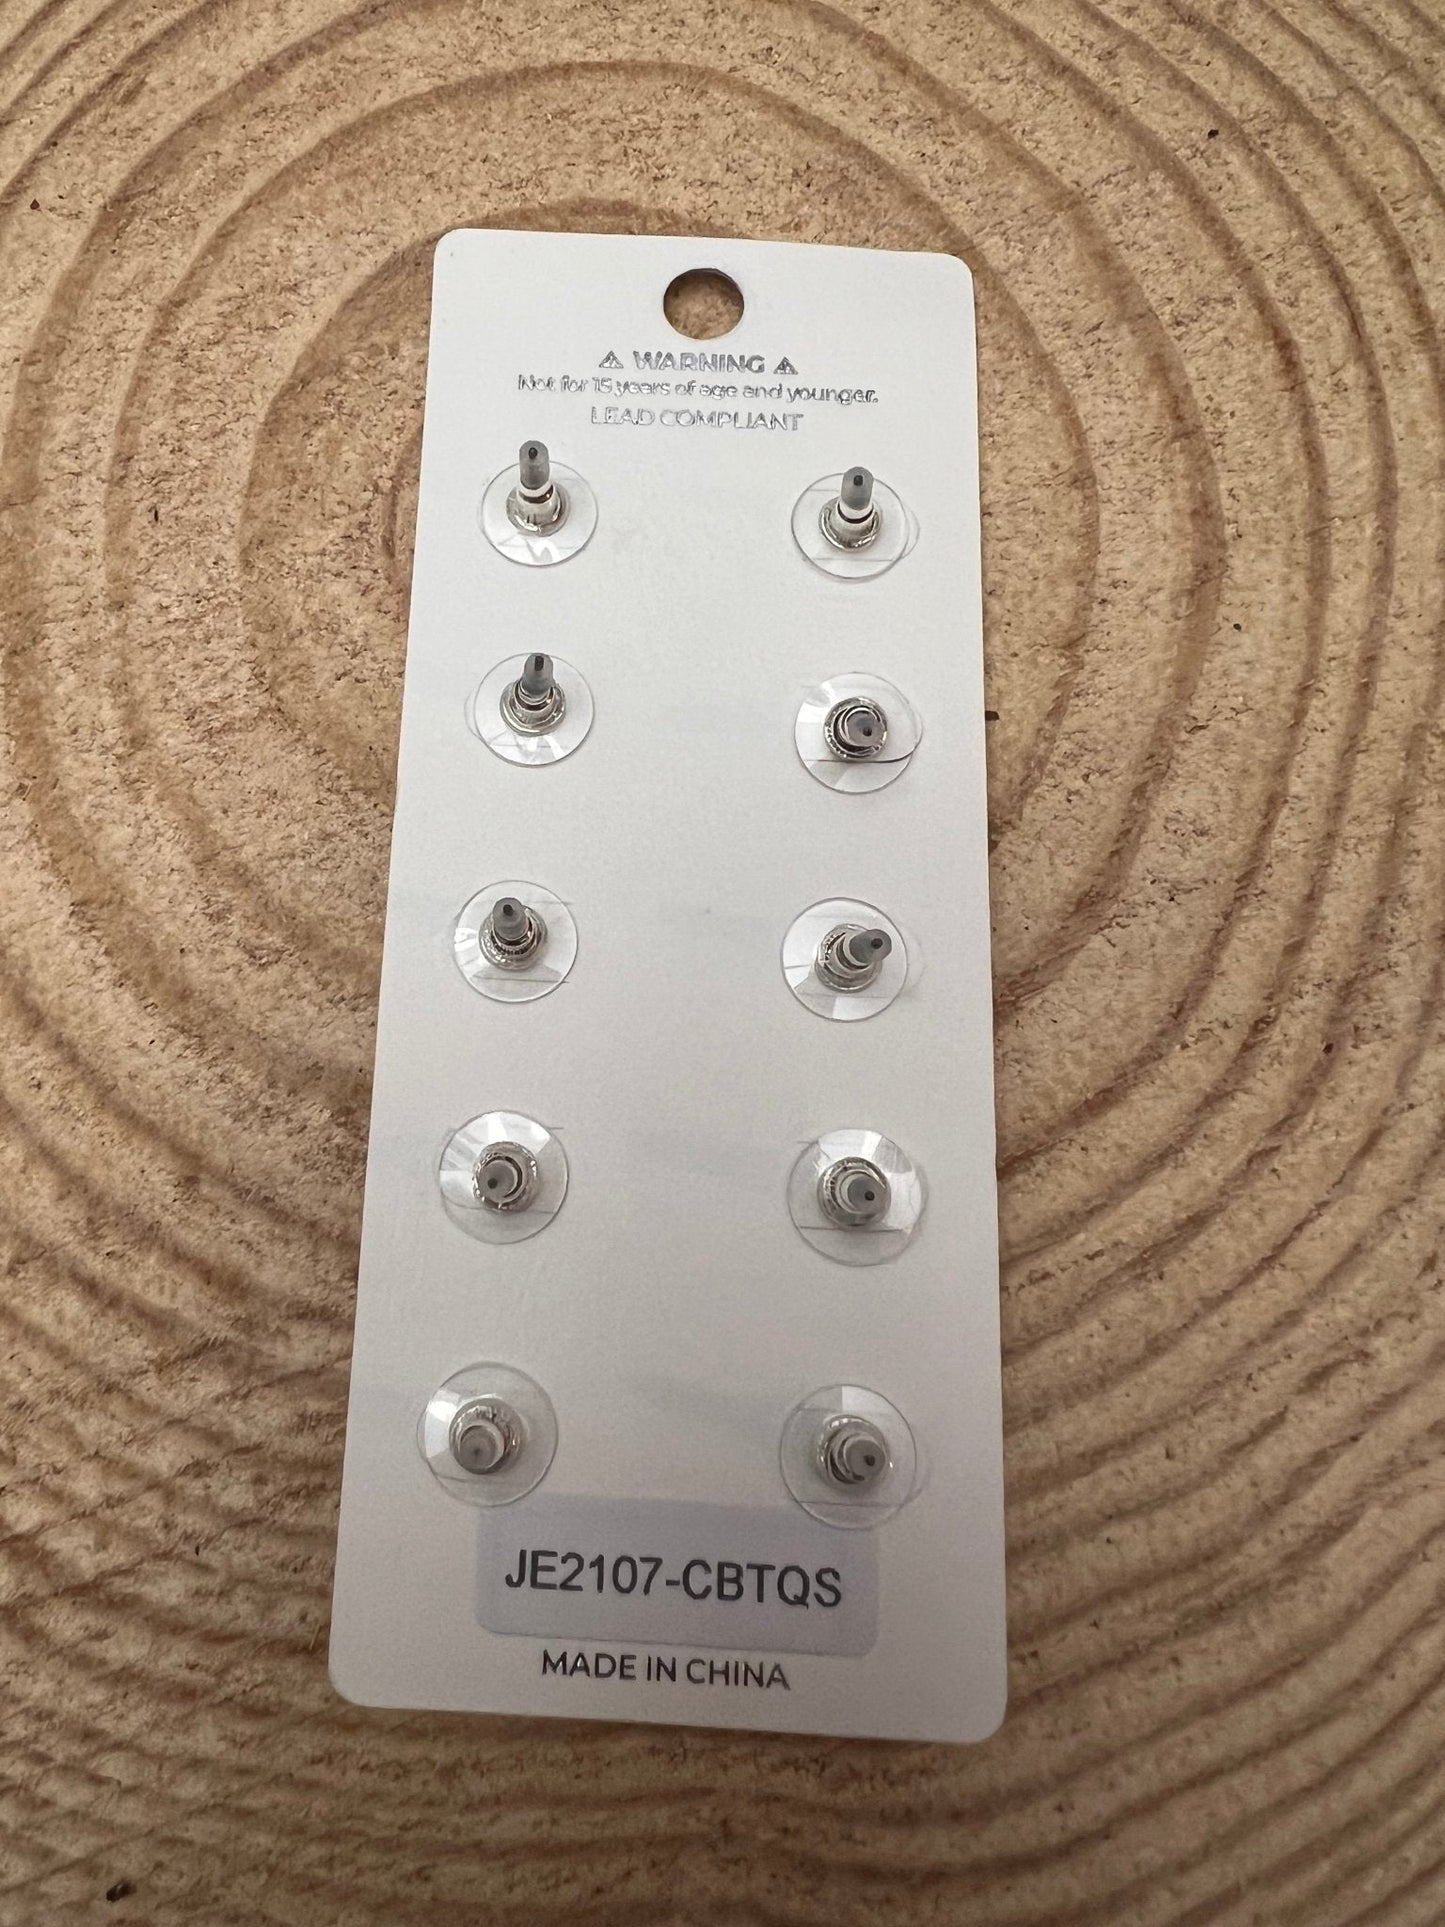 ⚠ WARNING ⚠
Not for 15 years of age and younger.
LEAD COMPLIANT
JE2107-CBTQS
MADE IN CHINA